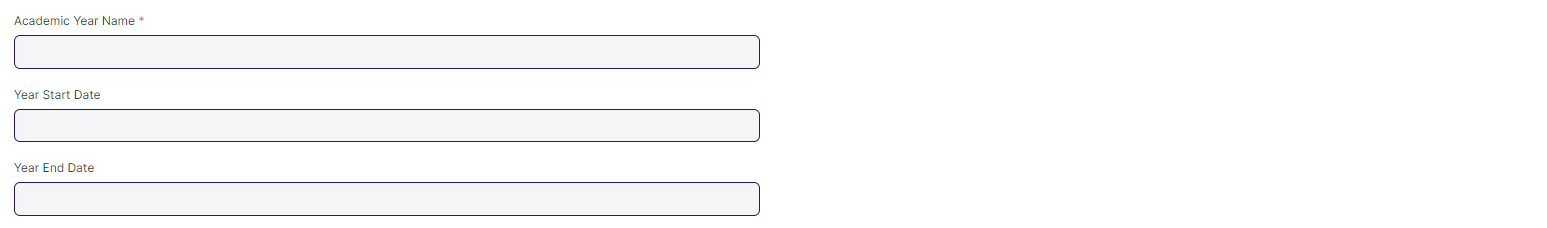 Academic Year Name *
Year Start Date
Year End Date